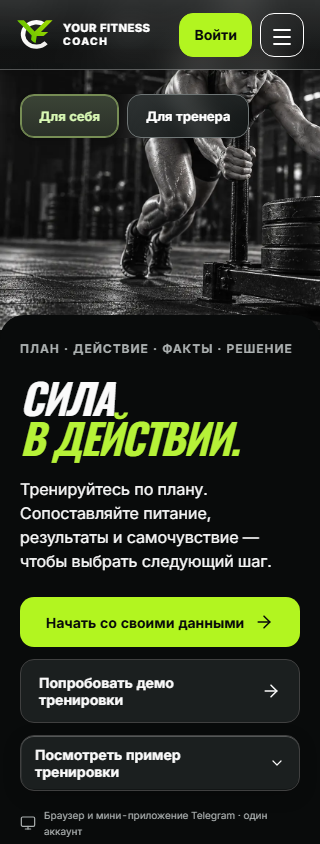 YOUR FITNESS
COACH
Войти
Для себя
Для тренера
ПЛАН · ДЕЙСТВИЕ · ФАКТЫ · РЕШЕНИЕ
СИЛА
В ДЕЙСТВИИ.
Тренируйтесь по плану.
Сопоставляйте питание,
результаты и самочувствие —
чтобы выбрать следующий шаг.
Начать со своими данными
Попробовать демо
тренировки
Посмотреть пример
тренировки
Браузер и мини-приложение Telegram · один
аккаунт